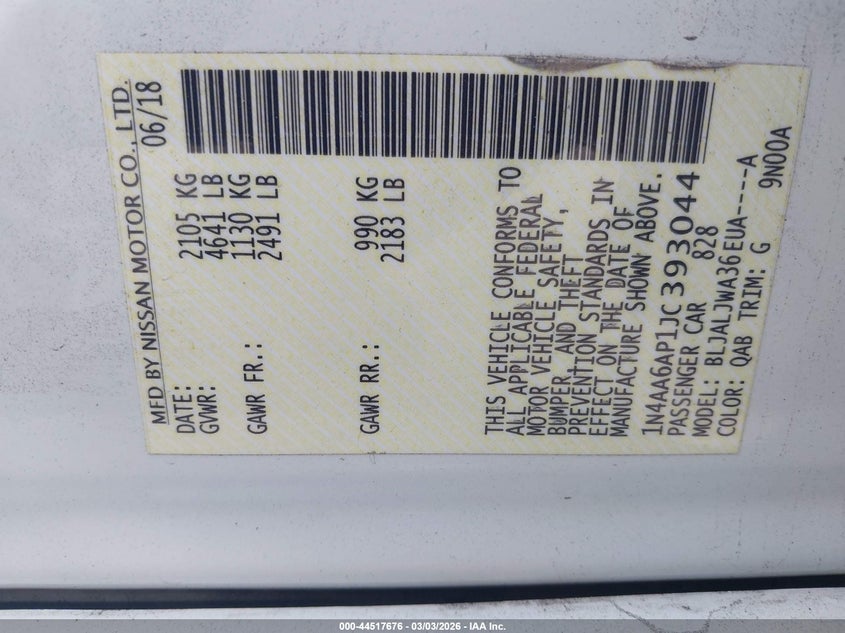 MFD BY NISSAN MOTOR CO., LTD.
DATE: 06/18
GVWR: 2105 KG
4641 LB
GAWR FR.: 1130 KG
2491 LB
GAWR RR.: 990 KG
2183 LB
THIS VEHICLE CONFORMS TO
ALL APPLICABLE FEDERAL
MOTOR VEHICLE SAFETY,
BUMPER AND THEFT
PREVENTION STANDARDS IN
EFFECT ON THE DATE OF
MANUFACTURE SHOWN ABOVE.
1N4AA6AP1JC393044
PASSENGER CAR 828
MODEL: BLJALJWA36EUA----A
COLOR: QAB TRIM: G 9N00A
000-44517676 - 03/03/2026 - IAA Inc.